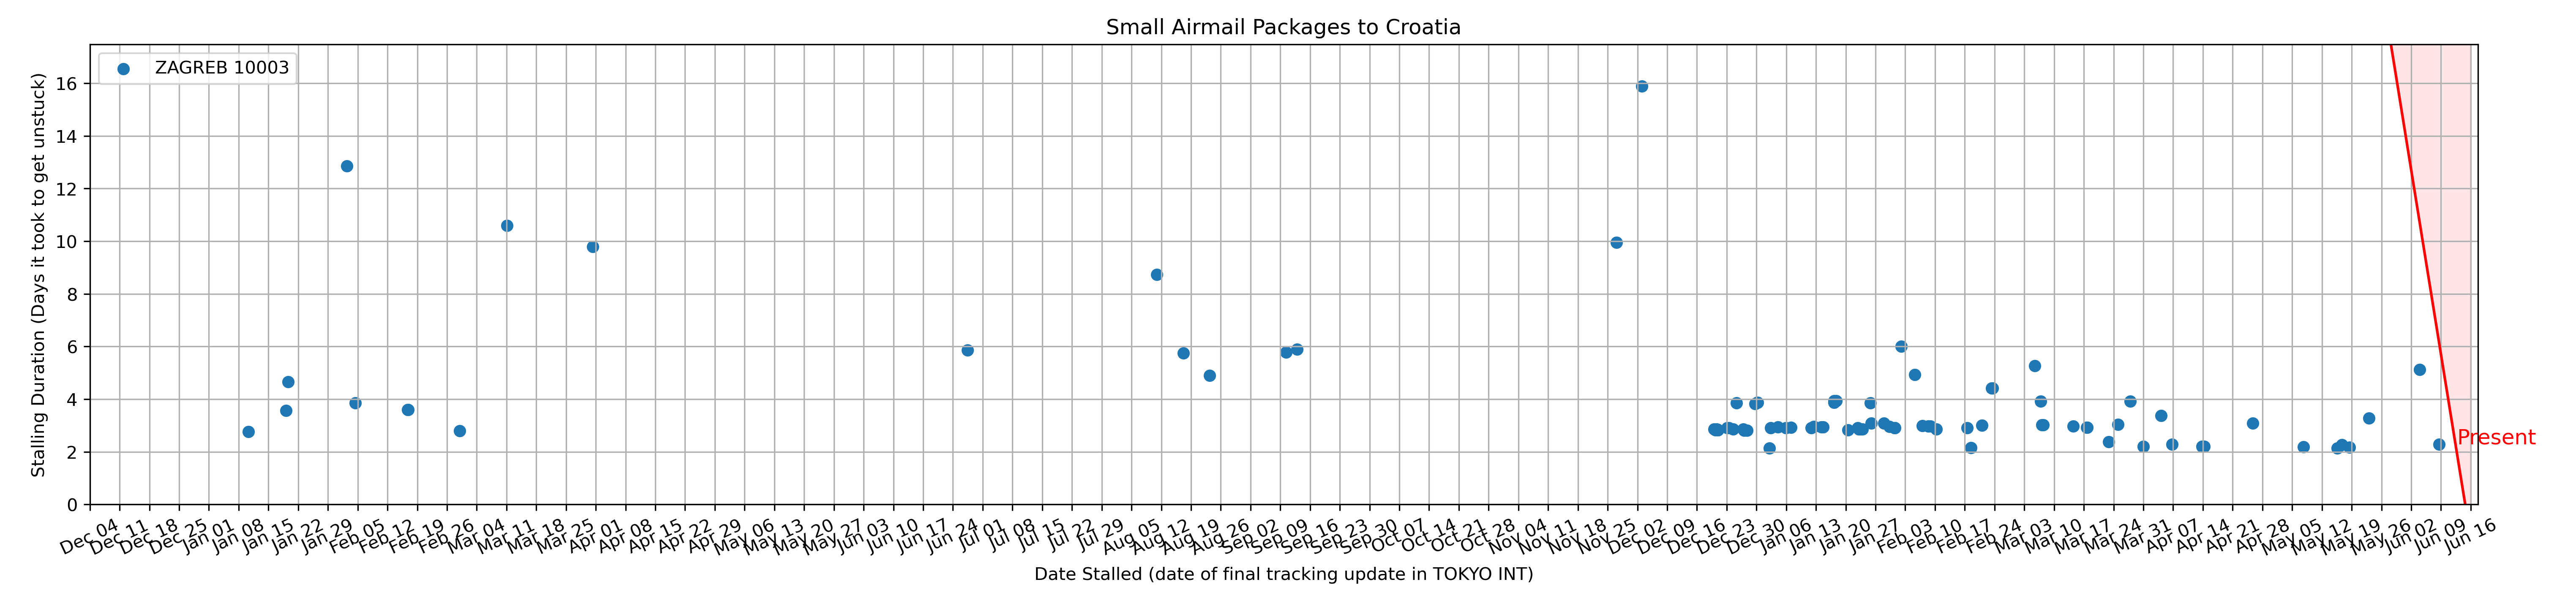 Small Airmail Packages to Croatia
ZAGREB 10003
Stalling Duration (Days it took to get unstuck)
16
14
12
10
8
6
4
2
0
Present
Dec 04
Dec 11
Dec 18
Dec 25
Jan 01
Jan 08
Jan 15
Jan 22
Jan 29
Feb 05
Feb 12
Feb 19
Feb 26
Mar 04
Mar 11
Mar 18
Mar 25
Apr 01
Apr 08
Apr 15
Apr 22
Apr 29
May 06
May 13
May 20
May 27
Jun 03
Jun 10
Jun 17
Jun 24
Jul 01
Jul 08
Jul 15
Jul 22
Jul 29
Aug 05
Aug 12
Aug 19
Aug 26
Sep 02
Sep 09
Sep 16
Sep 23
Sep 30
Oct 07
Oct 14
Oct 21
Oct 28
Nov 04
Nov 11
Nov 18
Nov 25
Dec 02
Dec 09
Dec 16
Dec 23
Dec 30
Jan 06
Jan 13
Jan 20
Jan 27
Feb 03
Feb 10
Feb 17
Feb 24
Mar 03
Mar 10
Mar 17
Mar 24
Mar 31
Apr 07
Apr 14
Apr 21
Apr 28
May 05
May 12
May 19
May 26
Jun 02
Jun 09
Jun 16
Date Stalled (date of final tracking update in TOKYO INT)